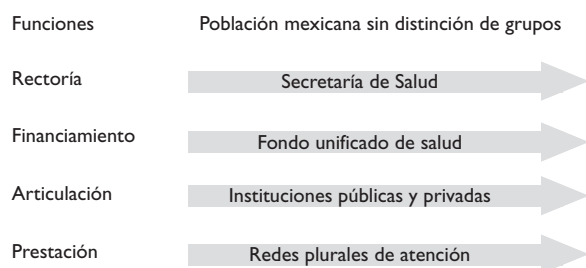 Funciones Población mexicana sin distinción de grupos
Rectoría Secretaría de Salud
Financiamiento Fondo unificado de salud
Articulación Instituciones públicas y privadas
Prestación Redes plurales de atención